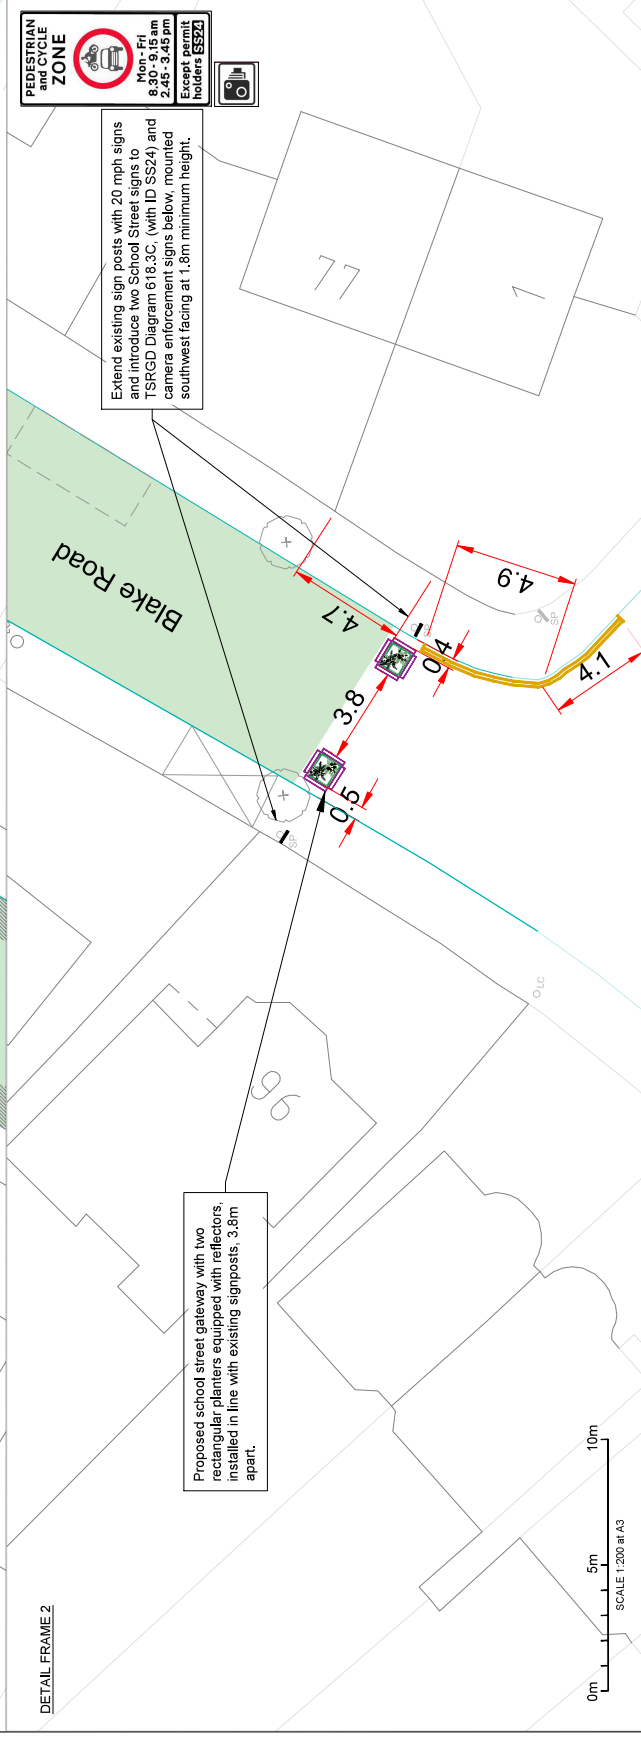 DETAIL FRAME 2
PEDESTRIAN
and CYCLE
ZONE
Mon - Fri
8.30 - 9.15 am
2.45 - 3.45 pm
Except permit
holders SS24
Extend existing sign posts with 20 mph signs
and introduce two School Street signs to
TSRGD Diagram 618.3C, (with ID SS24) and
camera enforcement signs below, mounted
southwest facing at 1.8m minimum height.
Proposed school street gateway with two
rectangular planters equipped with reflectors,
installed in line with existing signposts, 3.8m
apart.
Blake Road
77
1
96
4.7
4.9
0.4
4.1
3.8
0.5
SP
SP
SP
LC
0m
5m
10m
SCALE 1:200 at A3